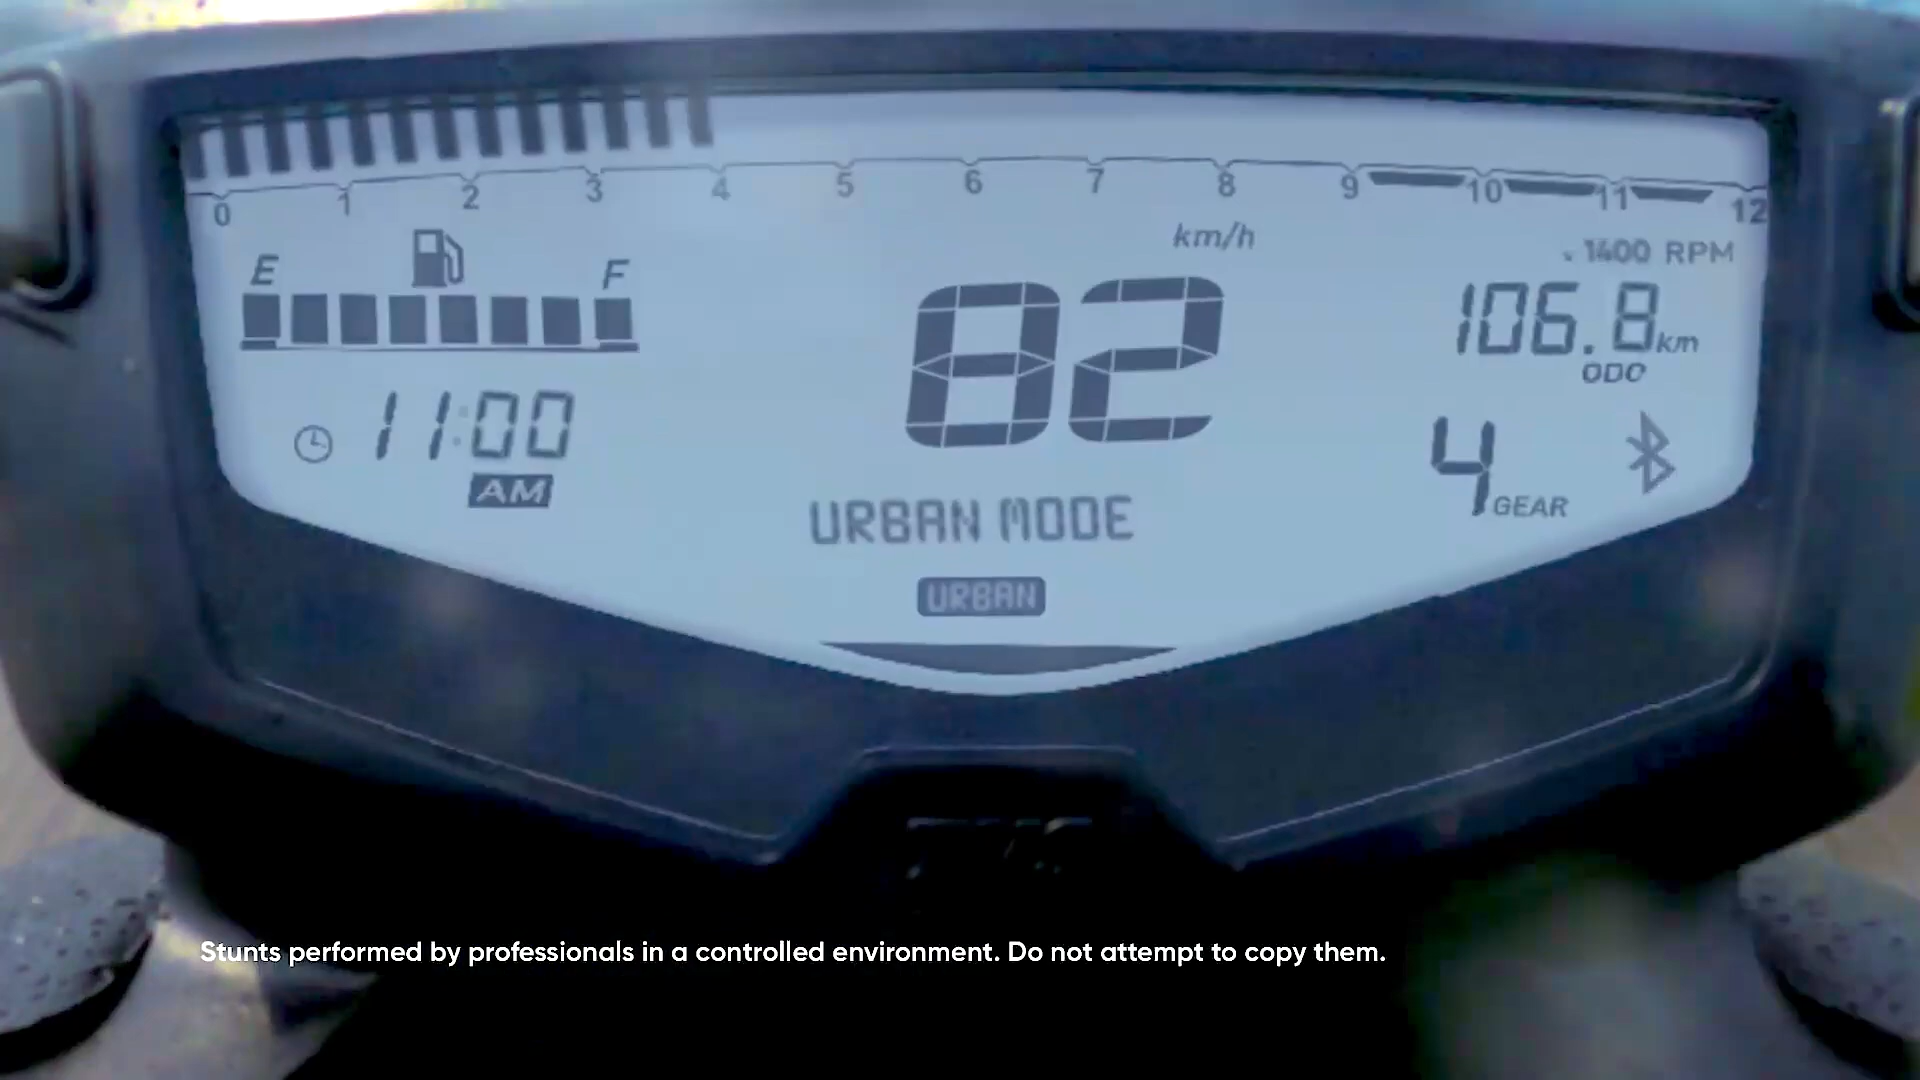 0 1 2 3 4 5 6 7 8 9 10 11 12
km/h
RPM
E F
82
106.8 km
ODO
11:00
AM
4 GEAR
URBAN MODE
URBAN
Stunts performed by professionals in a controlled environment. Do not attempt to copy them.